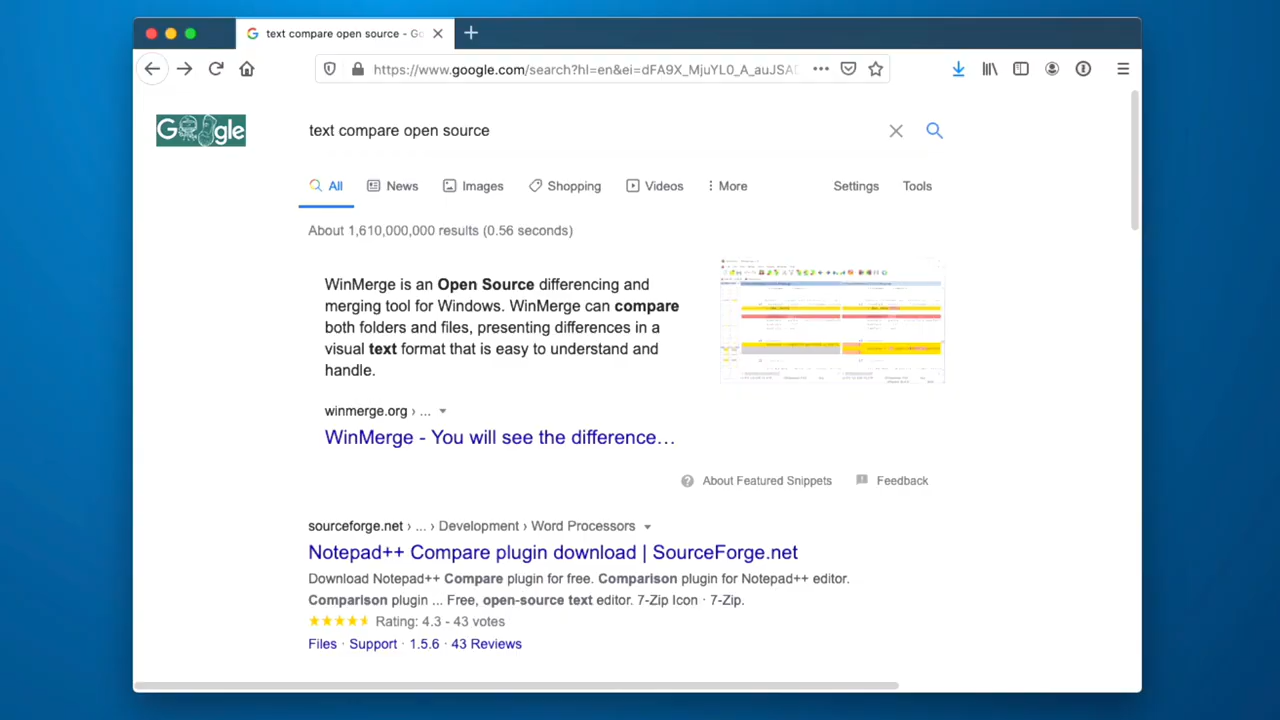 text compare open source - Go
https://www.google.com/search?hl=en&ei=dFA9X_MjuYL0_A_auJSAD
Google
text compare open source
All News Images Shopping Videos More Settings Tools
About 1,610,000,000 results (0.56 seconds)
WinMerge is an Open Source differencing and
merging tool for Windows. WinMerge can compare
both folders and files, presenting differences in a
visual text format that is easy to understand and
handle.
winmerge.org › ...
WinMerge - You will see the difference…
About Featured Snippets Feedback
sourceforge.net › ... › Development › Word Processors
Notepad++ Compare plugin download | SourceForge.net
Download Notepad++ Compare plugin for free. Comparison plugin for Notepad++ editor.
Comparison plugin ... Free, open-source text editor. 7-Zip Icon · 7-Zip.
Rating: 4.3 - 43 votes
Files · Support · 1.5.6 · 43 Reviews